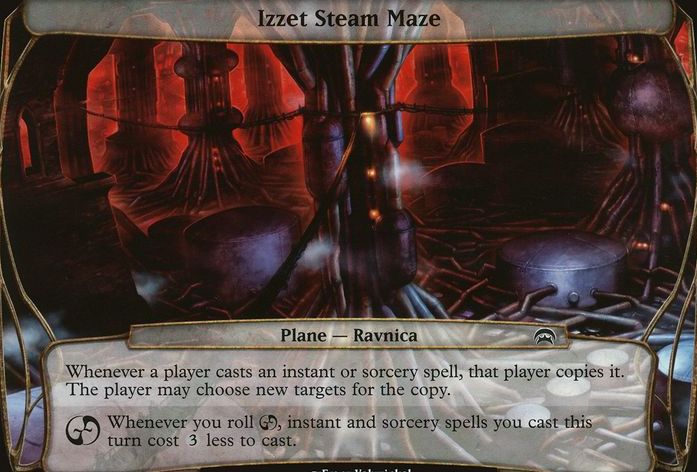 Izzet Steam Maze
Plane — Ravnica
Whenever a player casts an instant or sorcery spell, that player copies it.
The player may choose new targets for the copy.
Whenever you roll , instant and sorcery spells you cast this
turn cost 3 less to cast.